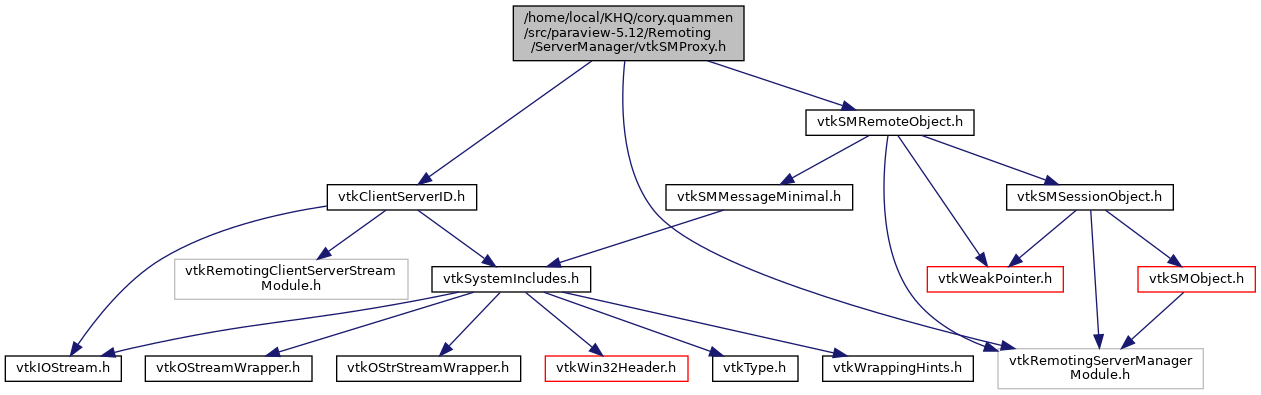 /home/local/KHQ/cory.quammen
/src/paraview-5.12/Remoting
/ServerManager/vtkSMProxy.h
vtkSMRemoteObject.h
vtkClientServerID.h
vtkSMMessageMinimal.h
vtkSMSessionObject.h
vtkRemotingClientServerStream
Module.h
vtkSystemIncludes.h
vtkWeakPointer.h
vtkSMObject.h
vtkIOStream.h
vtkOStreamWrapper.h
vtkOStrStreamWrapper.h
vtkWin32Header.h
vtkType.h
vtkWrappingHints.h
vtkRemotingServerManager
Module.h